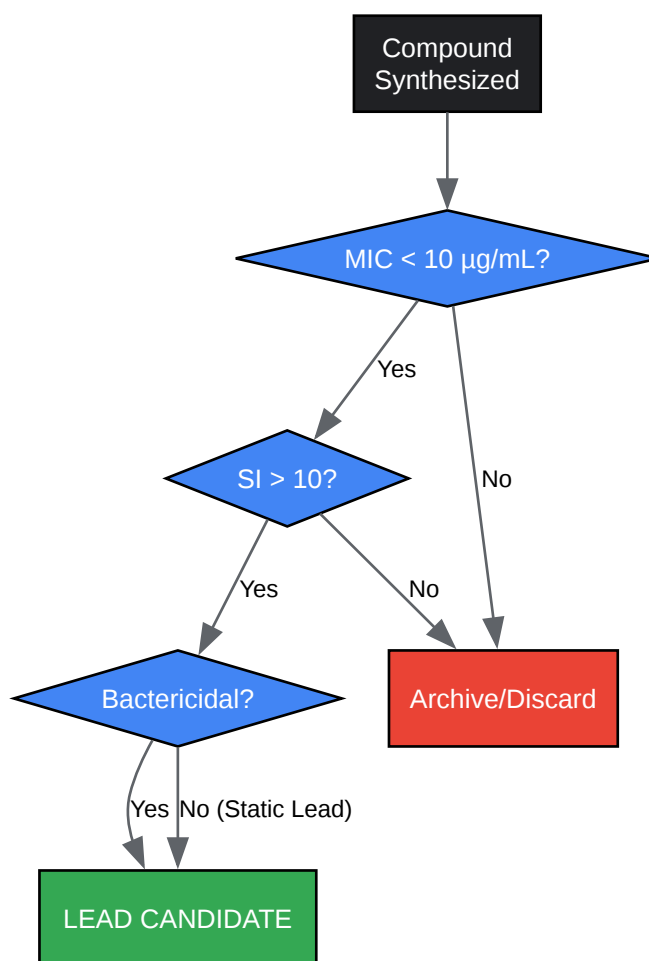 Compound
Synthesized
MIC < 10 µg/mL?
Yes
No
SI > 10?
Yes
No
Bactericidal?
Archive/Discard
Yes
No (Static Lead)
LEAD CANDIDATE